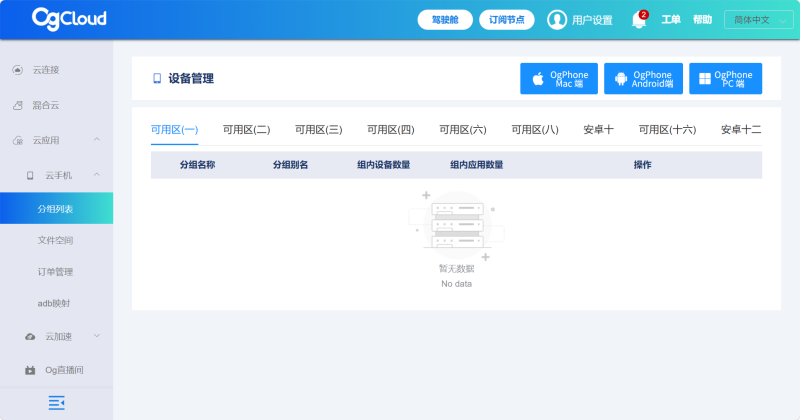 OgCloud
驾驶舱
订阅节点
用户设置
2
工单
帮助
简体中文
云连接
混合云
云应用
云手机
分组列表
文件空间
订单管理
adb映射
云加速
Og直播间
设备管理
OgPhone
Mac 端
OgPhone
Android端
OgPhone
PC 端
可用区(一)
可用区(二)
可用区(三)
可用区(四)
可用区(六)
可用区(八)
安卓十
可用区(十六)
安卓十二
分组名称
分组别名
组内设备数量
组内应用数量
操作
暂无数据
No data